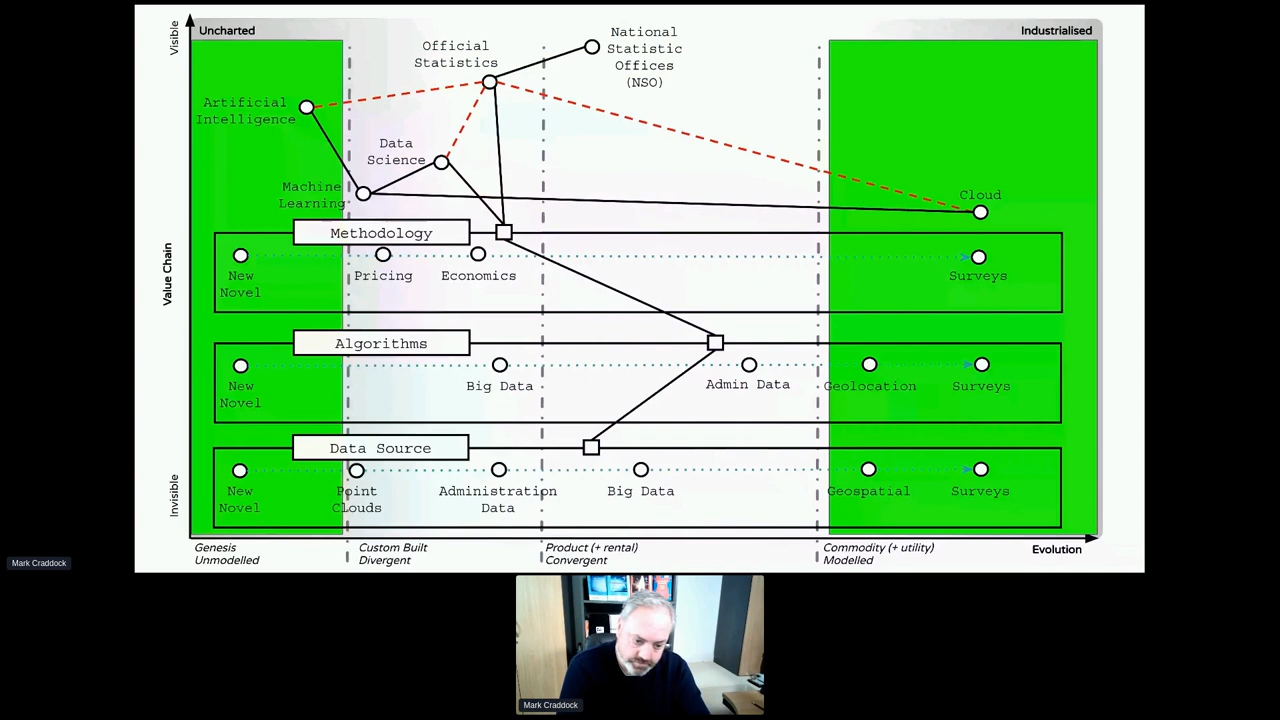 Visible
Uncharted
Industrialised
National
Statistic
Offices
(NSO)
Official
Statistics
Artificial
Intelligence
Data
Science
Machine
Learning
Cloud
Value Chain
Methodology
New
Novel
Pricing
Economics
Surveys
Algorithms
New
Novel
Big Data
Admin Data
Geolocation
Surveys
Data Source
New
Novel
Point
Clouds
Administration
Data
Big Data
Geospatial
Surveys
Invisible
Genesis
Unmodelled
Custom Built
Divergent
Product (+ rental)
Convergent
Commodity (+ utility)
Modelled
Evolution
Mark Craddock
Mark Craddock